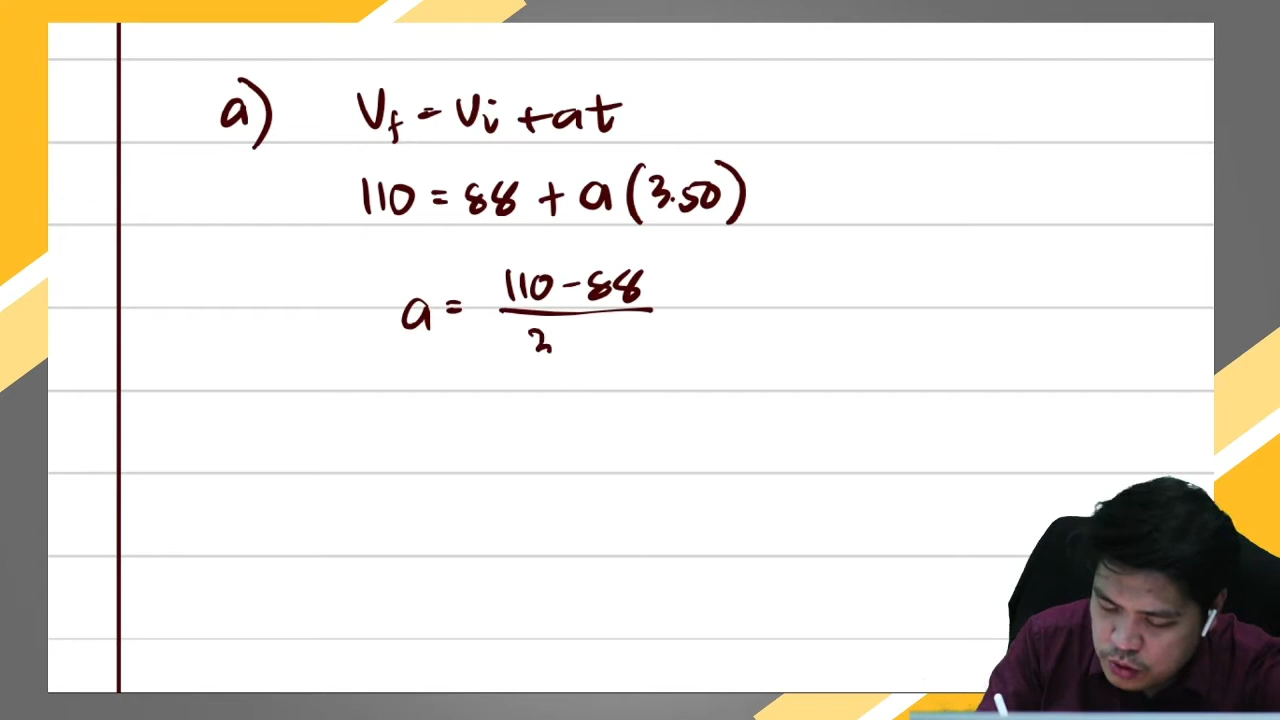 a) Vf = Vi + at
110 = 88 + a (3.50)
a = 110 - 88
3